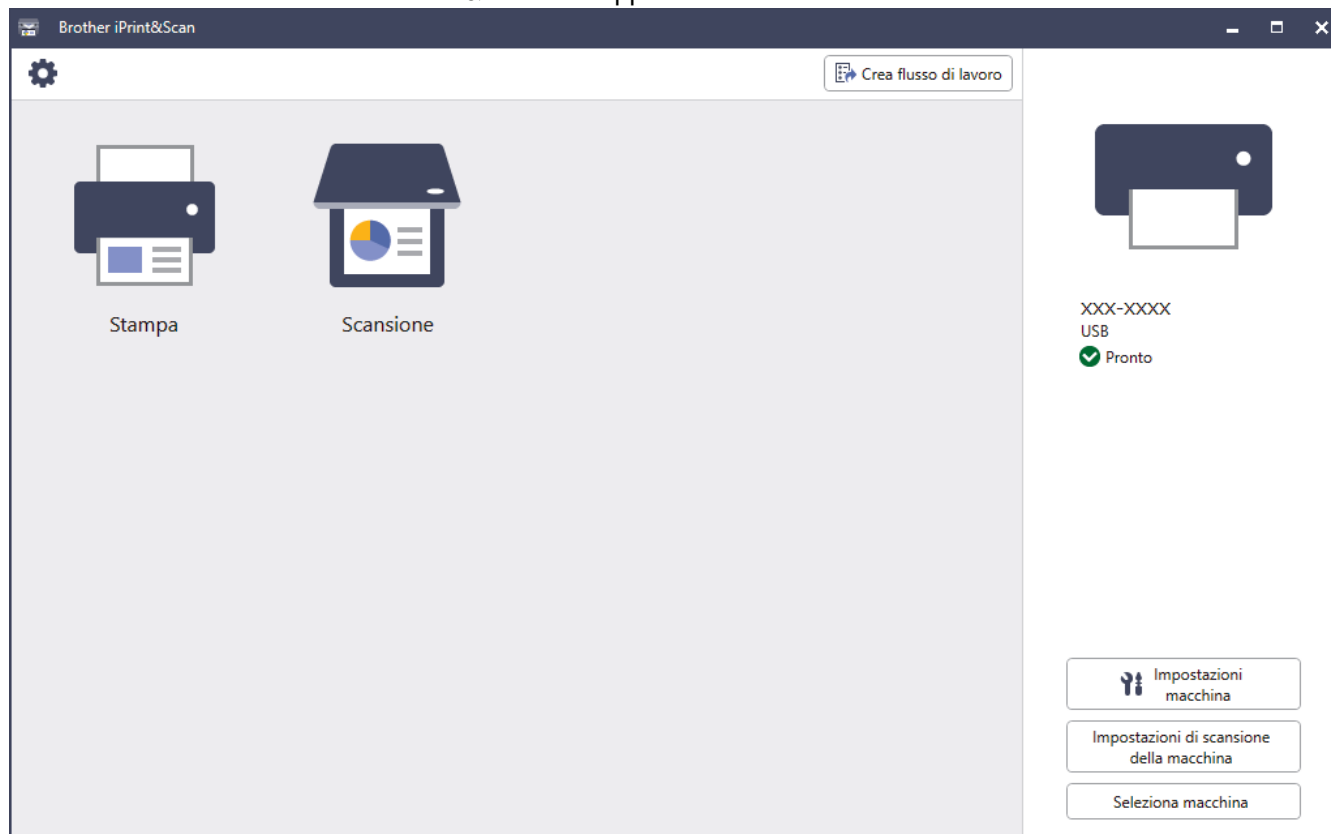 Brother iPrint&Scan
Crea flusso di lavoro
Stampa
Scansione
XXX-XXXX
USB
Pronto
Impostazioni
macchina
Impostazioni di scansione
della macchina
Seleziona macchina